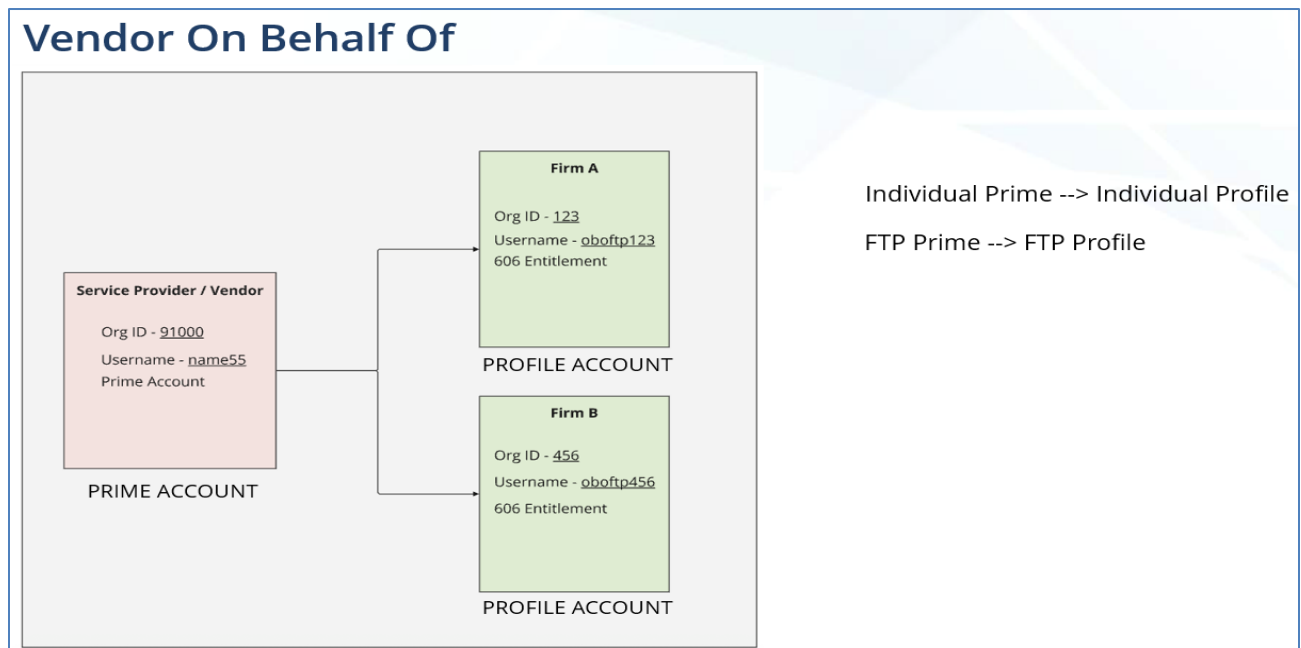 Vendor On Behalf Of
Service Provider / Vendor
Org ID - 91000
Username - name55
Prime Account
PRIME ACCOUNT
Firm A
Org ID - 123
Username - oboftp123
606 Entitlement
PROFILE ACCOUNT
Firm B
Org ID - 456
Username - oboftp456
606 Entitlement
PROFILE ACCOUNT
Individual Prime --> Individual Profile
FTP Prime --> FTP Profile